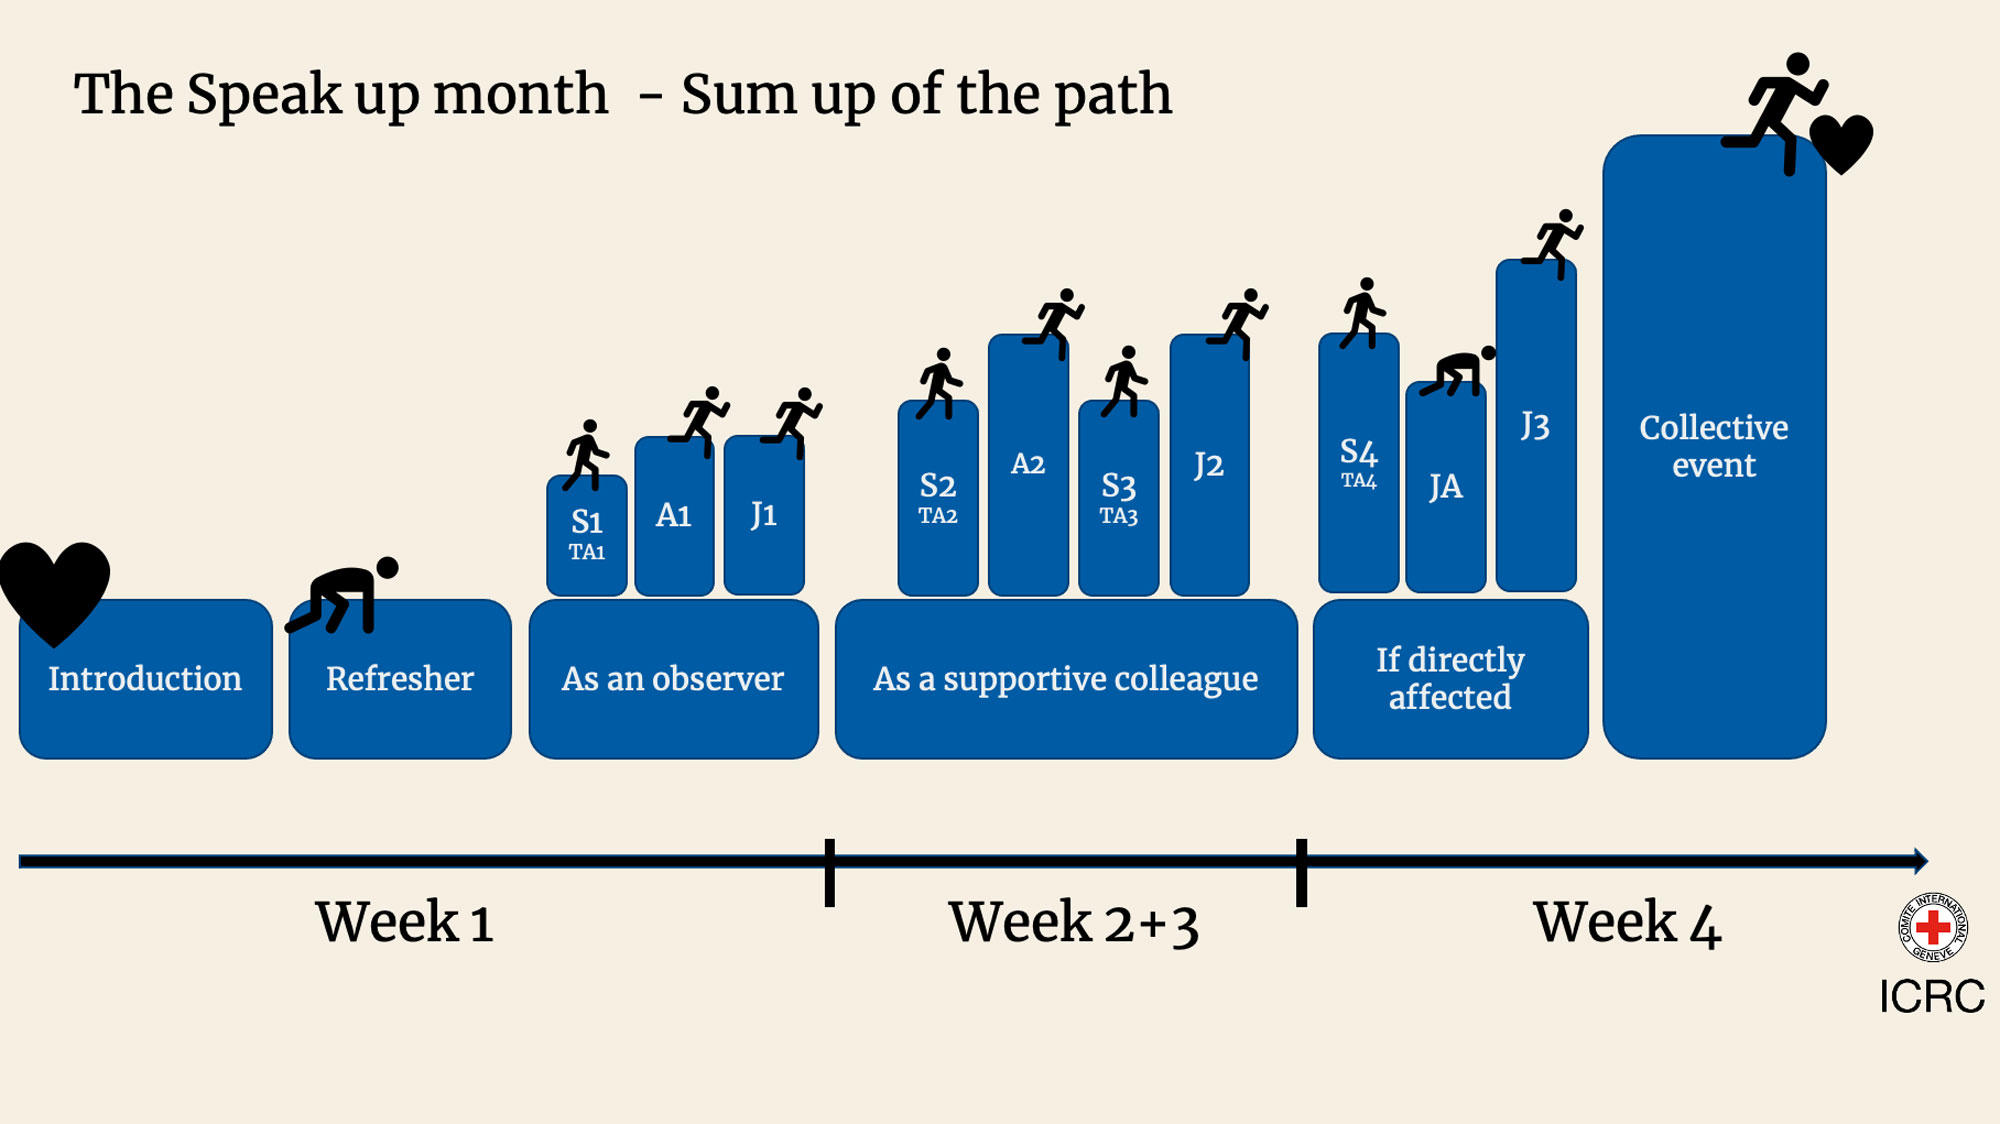 The Speak up month - Sum up of the path
S1
TA1
A1
J1
S2
TA2
A2
S3
TA3
J2
S4
TA4
JA
J3
Collective
event
Introduction
Refresher
As an observer
As a supportive colleague
If directly
affected
Week 1
Week 2+3
Week 4
COMITE INTERNATIONAL
GENEVE
ICRC